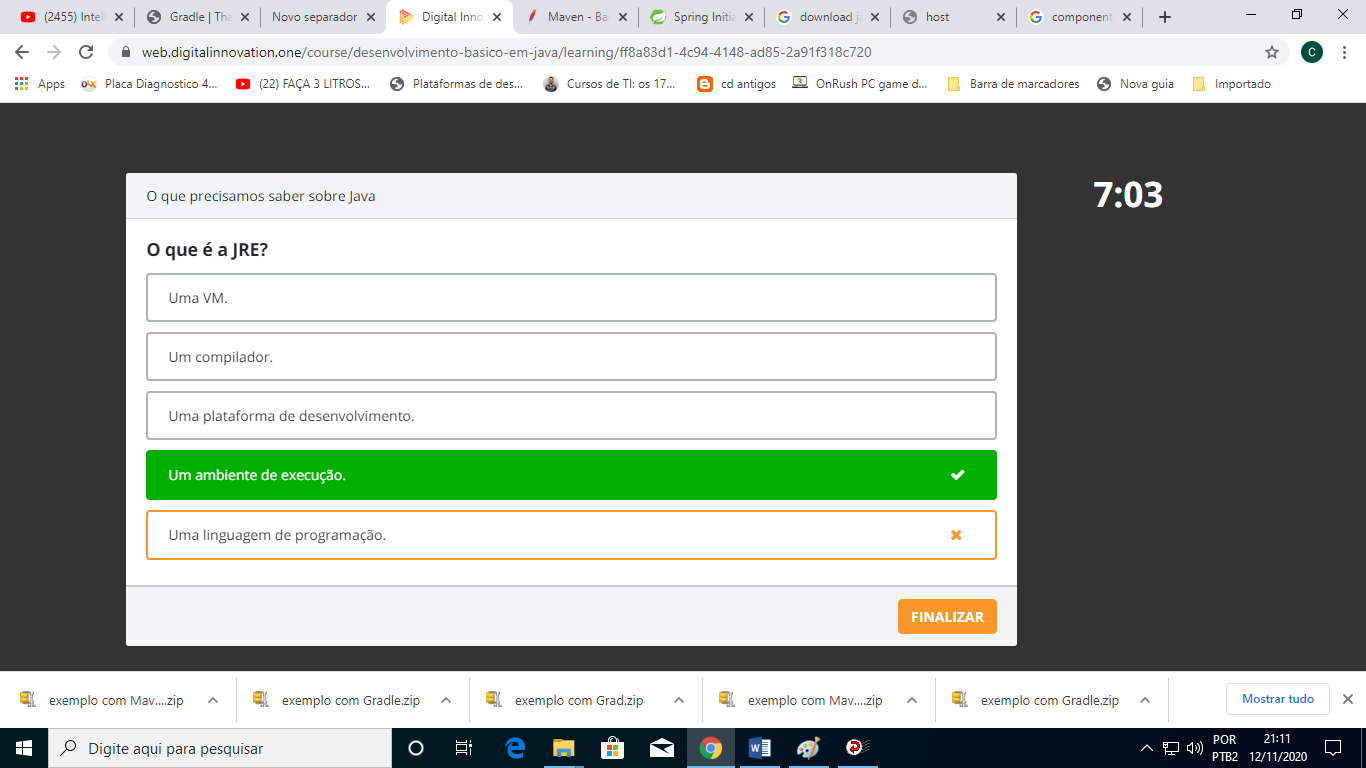 (2455) Intell
Gradle | Tha
Novo separador
Digital Inno
Maven - Ba
Spring Initia
download ja
host
component
web.digitalinnovation.one/course/desenvolvimento-basico-em-java/learning/ff8a83d1-4c94-4148-ad85-2a91f318c720
C
Apps
Placa Diagnostico 4...
(22) FAÇA 3 LITROS...
Plataformas de des...
Cursos de TI: os 17...
cd antigos
OnRush PC game d...
Barra de marcadores
Nova guia
Importado
O que precisamos saber sobre Java
7:03
O que é a JRE?
Uma VM.
Um compilador.
Uma plataforma de desenvolvimento.
Um ambiente de execução.
Uma linguagem de programação.
FINALIZAR
exemplo com Mav....zip
exemplo com Gradle.zip
exemplo com Grad.zip
exemplo com Mav....zip
exemplo com Gradle.zip
Mostrar tudo
Digite aqui para pesquisar
POR
PTB2
21:11
12/11/2020